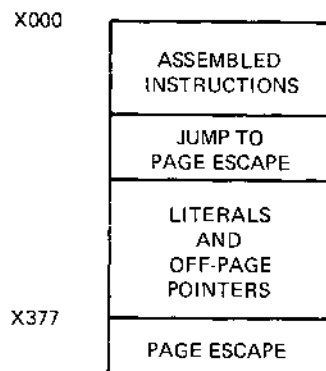 X000
ASSEMBLED
INSTRUCTIONS
JUMP TO
PAGE ESCAPE
LITERALS
AND
OFF-PAGE
POINTERS
X377
PAGE ESCAPE